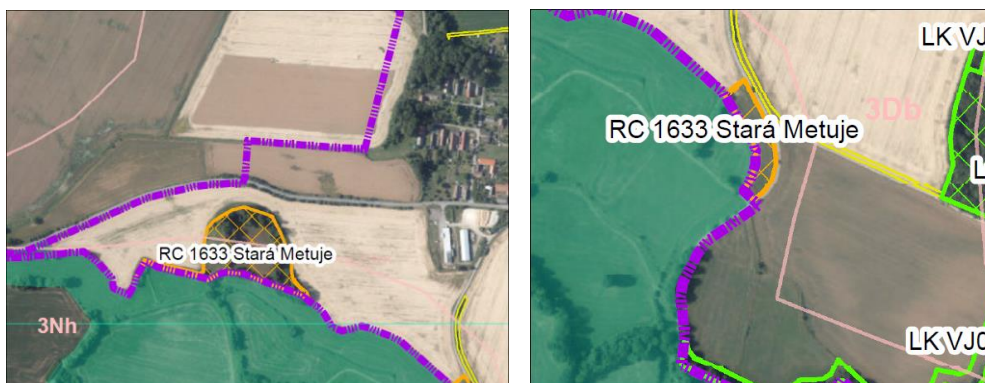 RC 1633 Stará Metuje
3Nh
LK VJ
3Db
RC 1633 Stará Metuje
L
LK VJ0